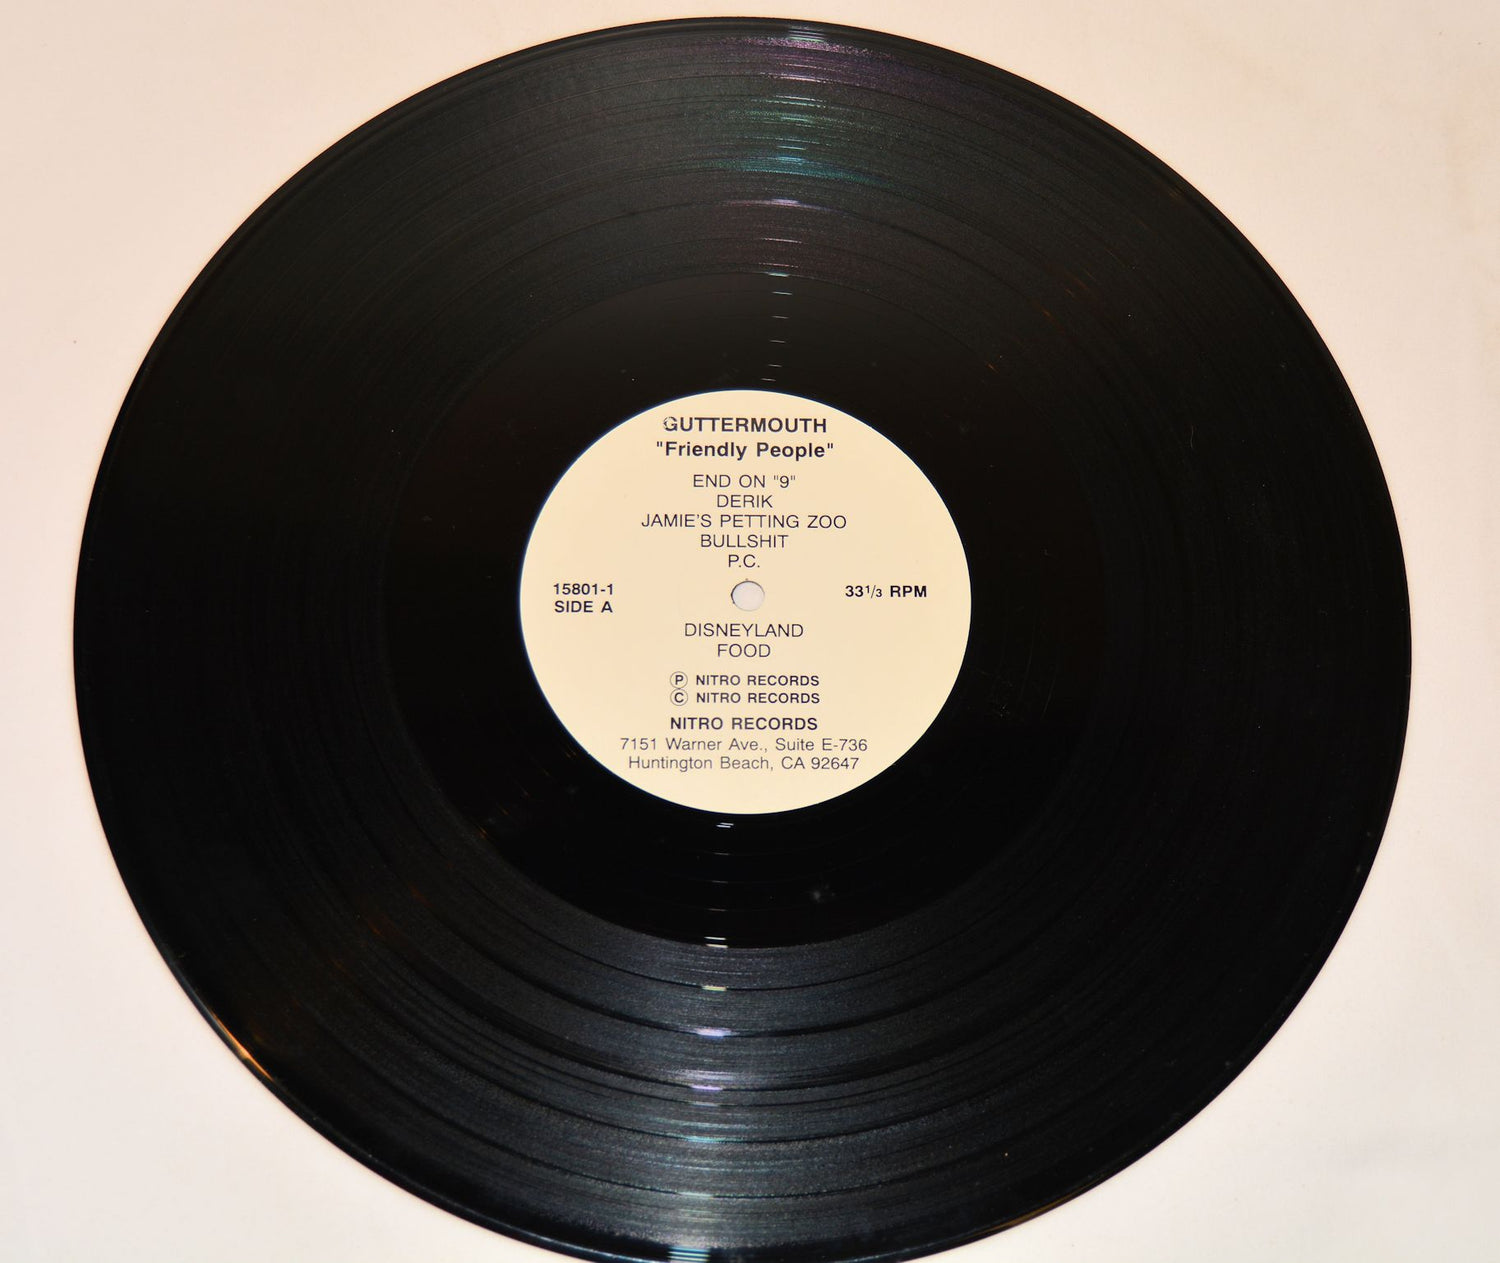 GUTTERMOUTH
"Friendly People"
END ON "9"
DERIK
JAMIE'S PETTING ZOO
BULLSHIT
P.C.
15801-1
SIDE A
33 1/3 RPM
DISNEYLAND
FOOD
Ⓟ NITRO RECORDS
Ⓒ NITRO RECORDS
NITRO RECORDS
7151 Warner Ave., Suite E-736
Huntington Beach, CA 92647